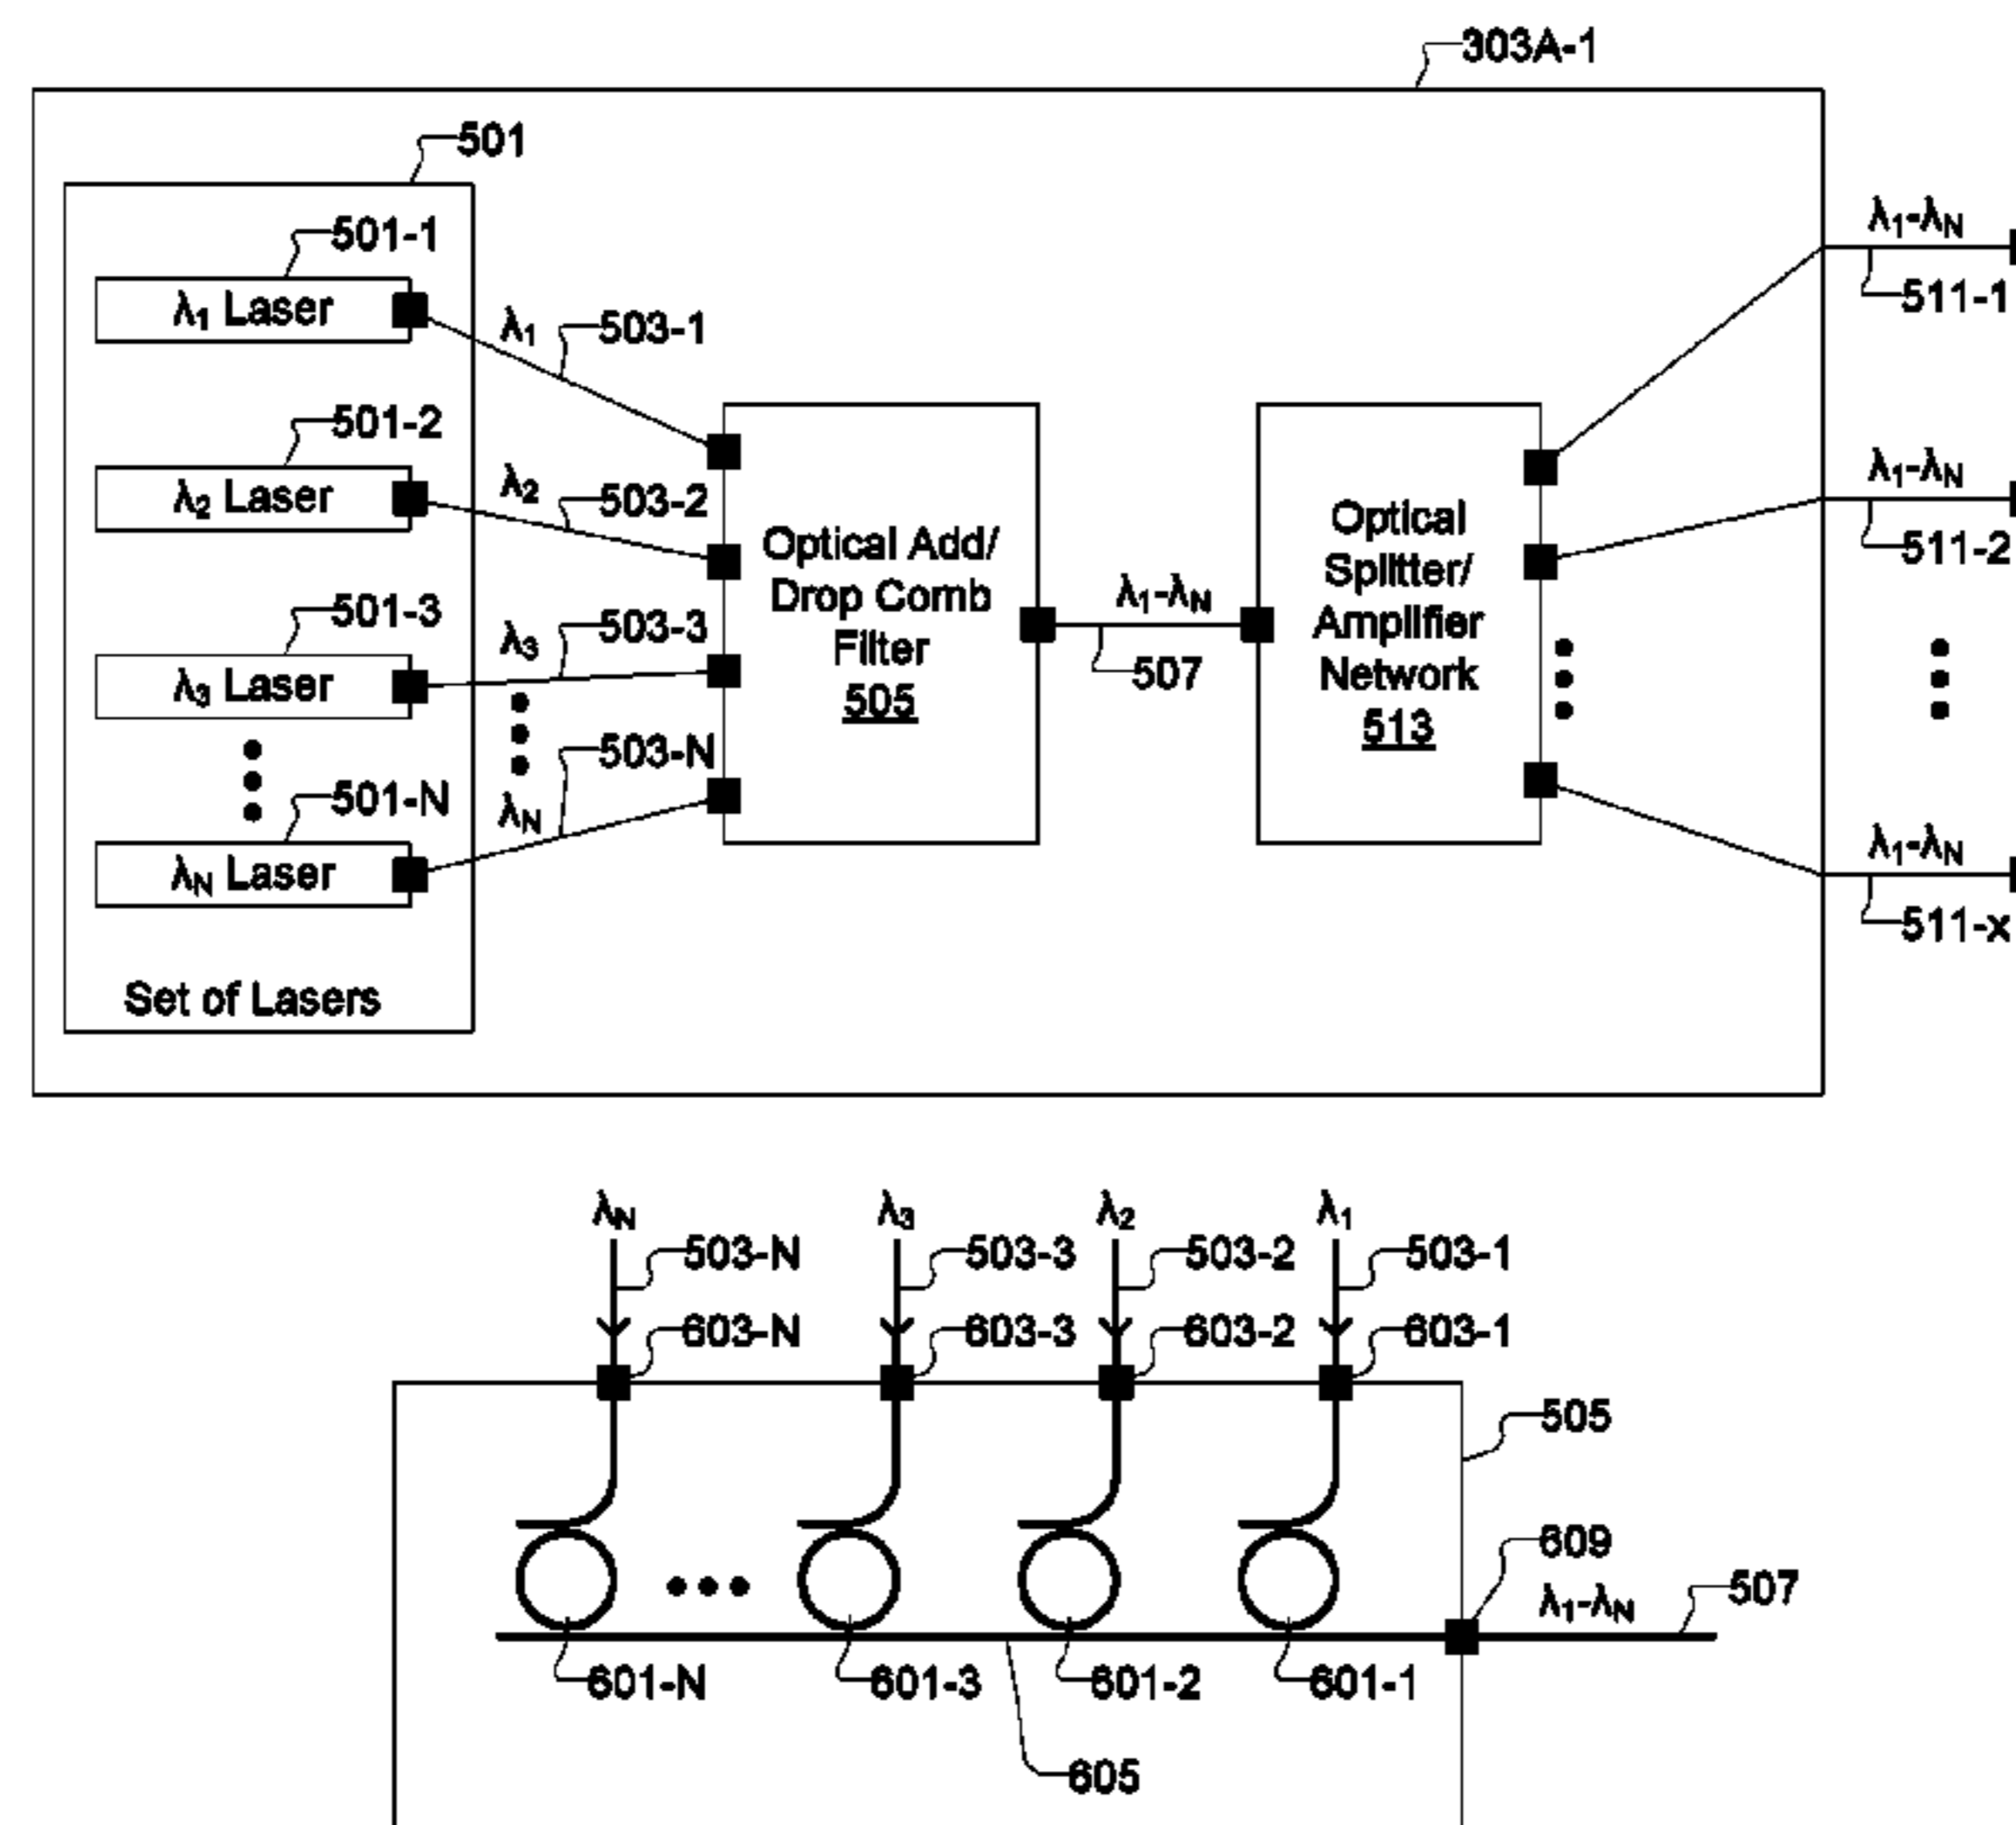 303A-1
501
501-1
λ₁ Laser
501-2
λ₂ Laser
501-3
λ₃ Laser
501-N
λN Laser
Set of Lasers
λ₁
503-1
λ₂
503-2
λ₃
503-3
503-N
λN
Optical Add/
Drop Comb
Filter
505
λ₁-λN
507
Optical
Splitter/
Amplifier
Network
513
λ₁-λN
511-1
λ₁-λN
511-2
λ₁-λN
511-x
λN
λ₃
λ₂
λ₁
503-N
503-3
503-2
503-1
603-N
603-3
603-2
603-1
505
609
λ₁-λN
507
601-N
601-3
601-2
601-1
605